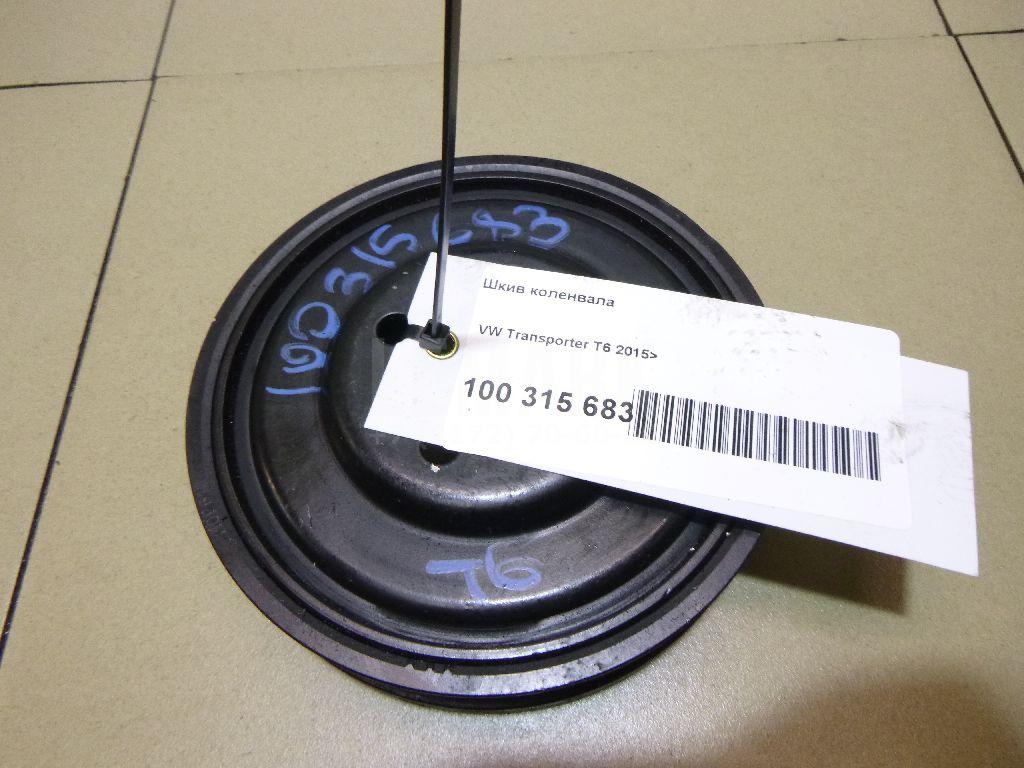 100315683
Шкив коленвала
VW Transporter T6 2015>
100 315 683
T6